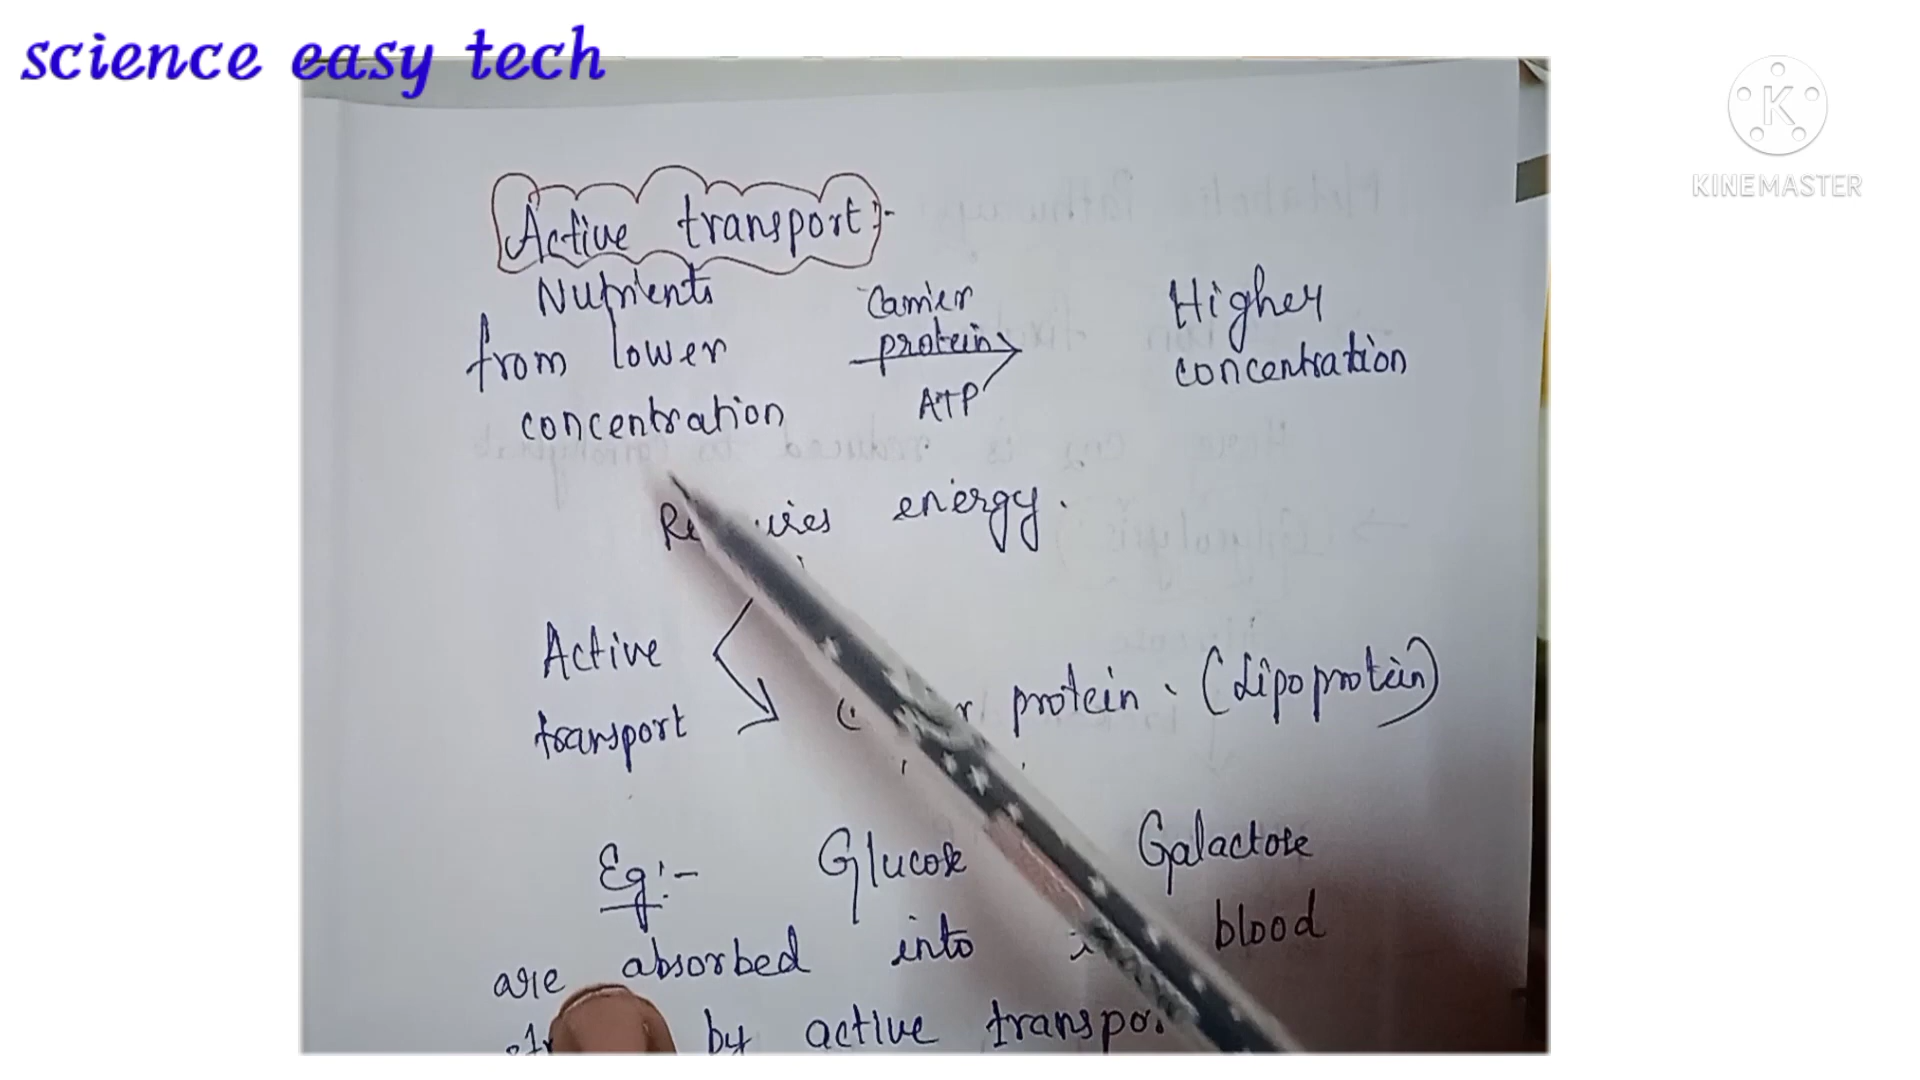 science easy tech
KINEMASTER
Active transport:-
Nutrients
from lower
concentration
Carrier
protein
ATP
Higher
concentration
energy.
Active
transport
protein. (Lipoprotein)
Eg:- Glucose Galactose
are absorbed into blood
by active transpor